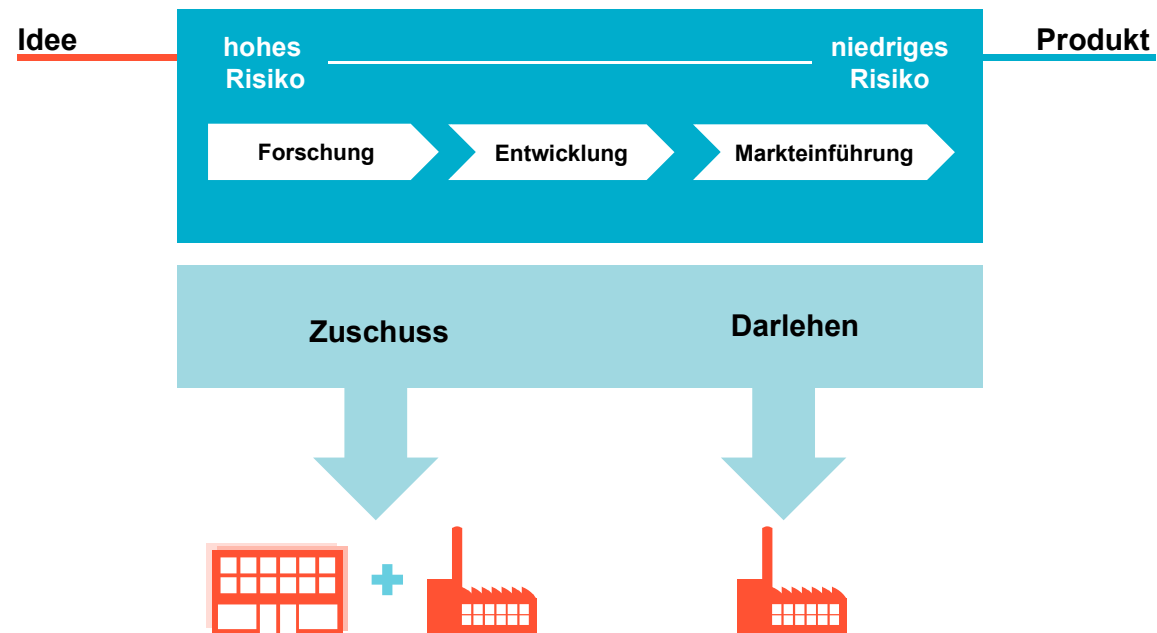 Idee
hohes
Risiko
niedriges
Risiko
Produkt
Forschung
Entwicklung
Markteinführung
Zuschuss
Darlehen